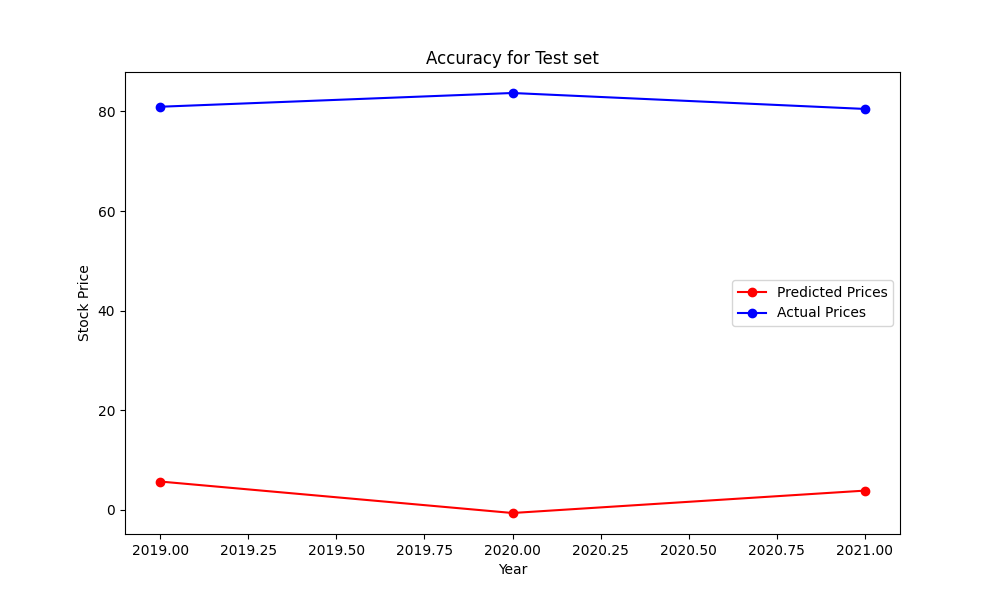 Accuracy for Test set
80
60
40
20
0
Stock Price
Predicted Prices
Actual Prices
2019.00 2019.25 2019.50 2019.75 2020.00 2020.25 2020.50 2020.75 2021.00
Year